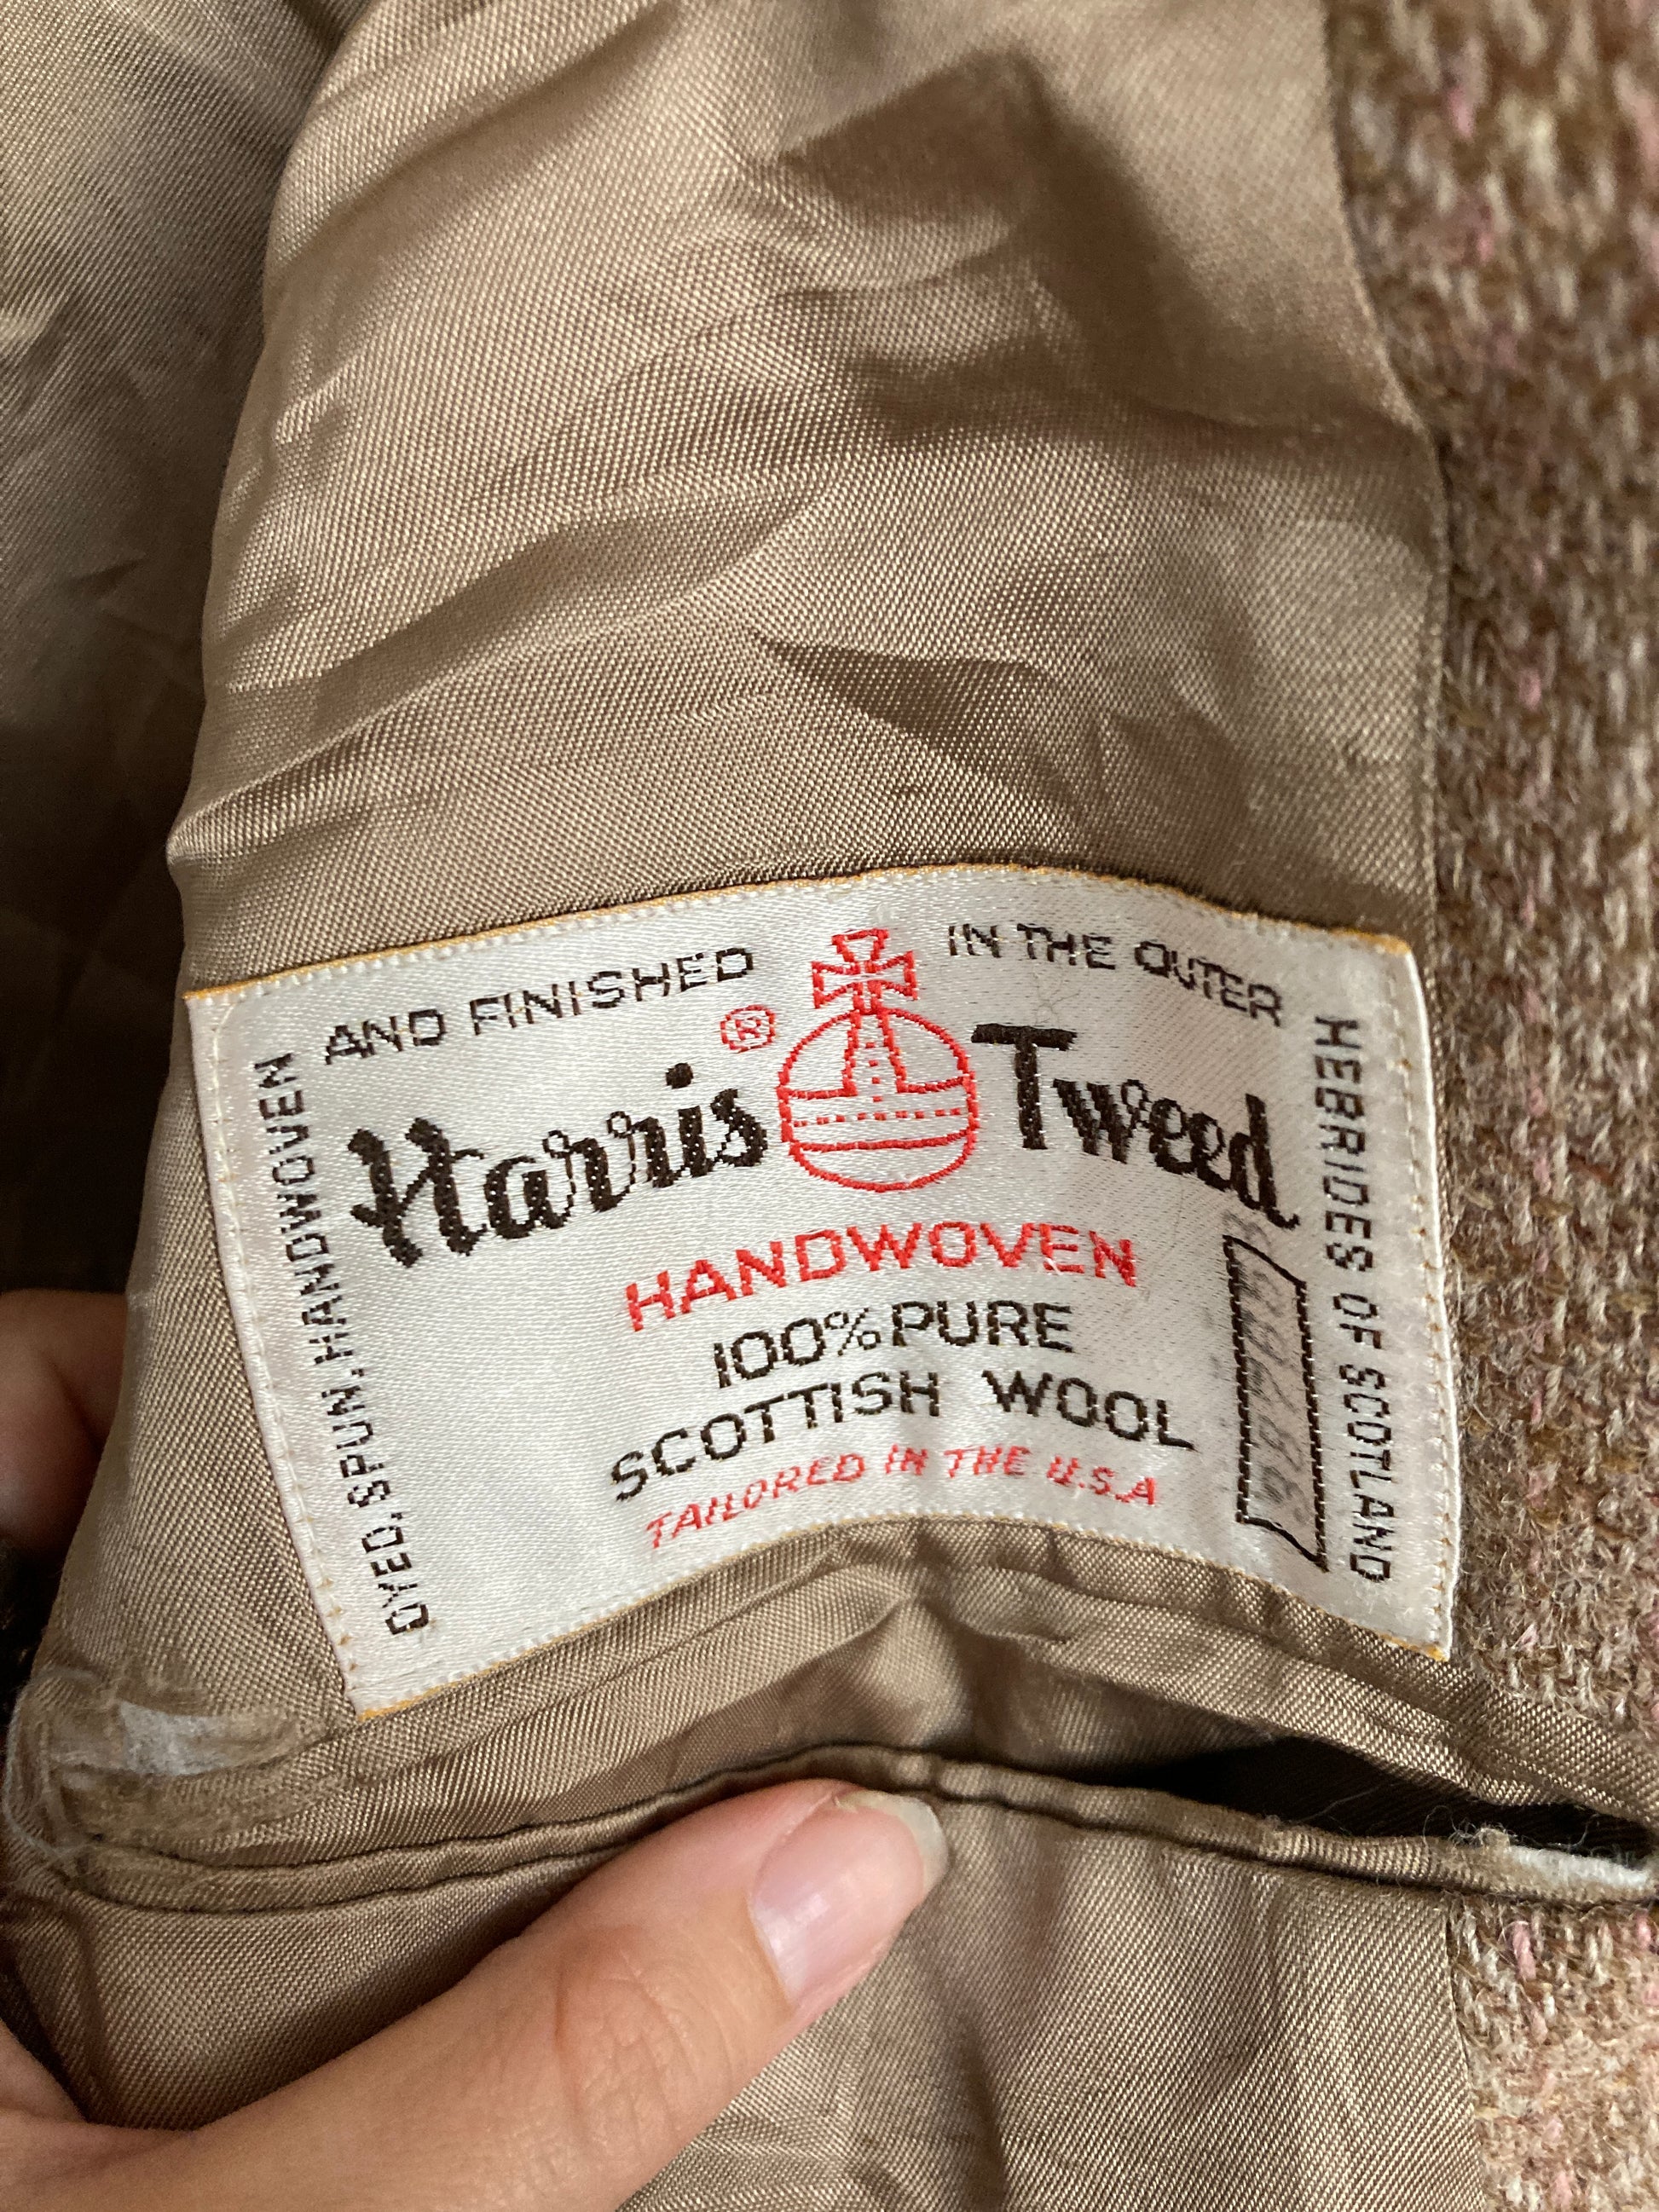 DYED, SPUN, HANDWOVEN
AND FINISHED
IN THE OUTER
HEBRIDES OF SCOTLAND
Harris ® Tweed
HANDWOVEN
100% PURE
SCOTTISH WOOL
TAILORED IN THE U.S.A